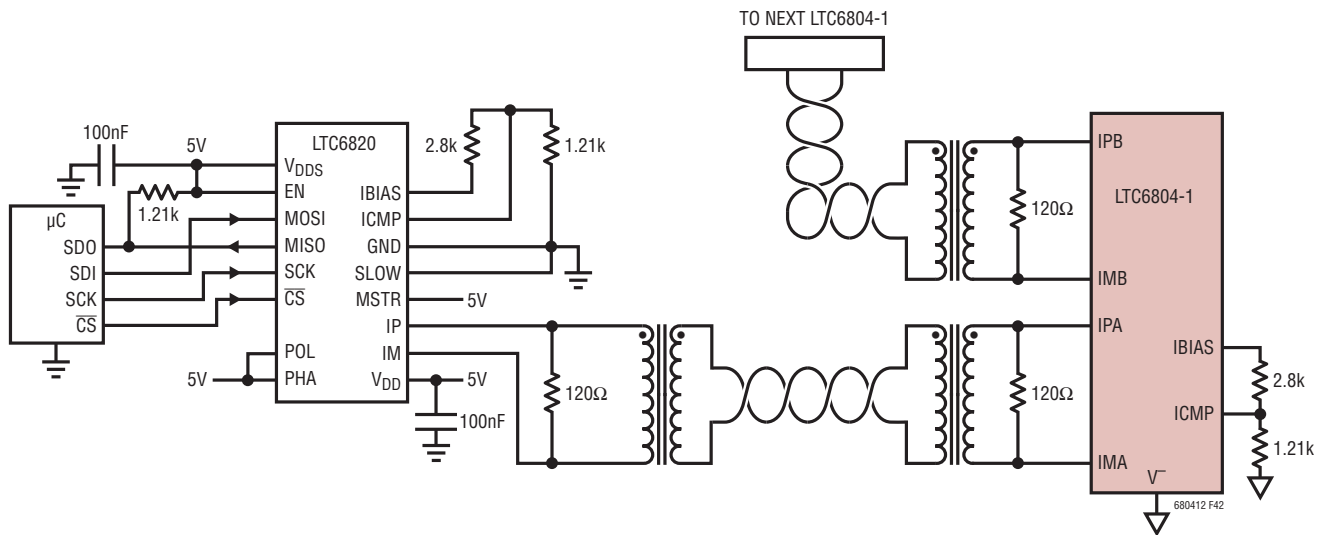 TO NEXT LTC6804-1
100nF
5V
1.21k
LTC6820
VDDS
EN
MOSI
MISO
SCK
CS
POL
PHA
IBIAS
ICMP
GND
SLOW
MSTR
IP
IM
VDD
2.8k
1.21k
µC
SDO
SDI
SCK
CS
5V
5V
5V
100nF
120Ω
120Ω
120Ω
IPB
LTC6804-1
IMB
IPA
IBIAS
ICMP
IMA
V–
2.8k
1.21k
680412 F42